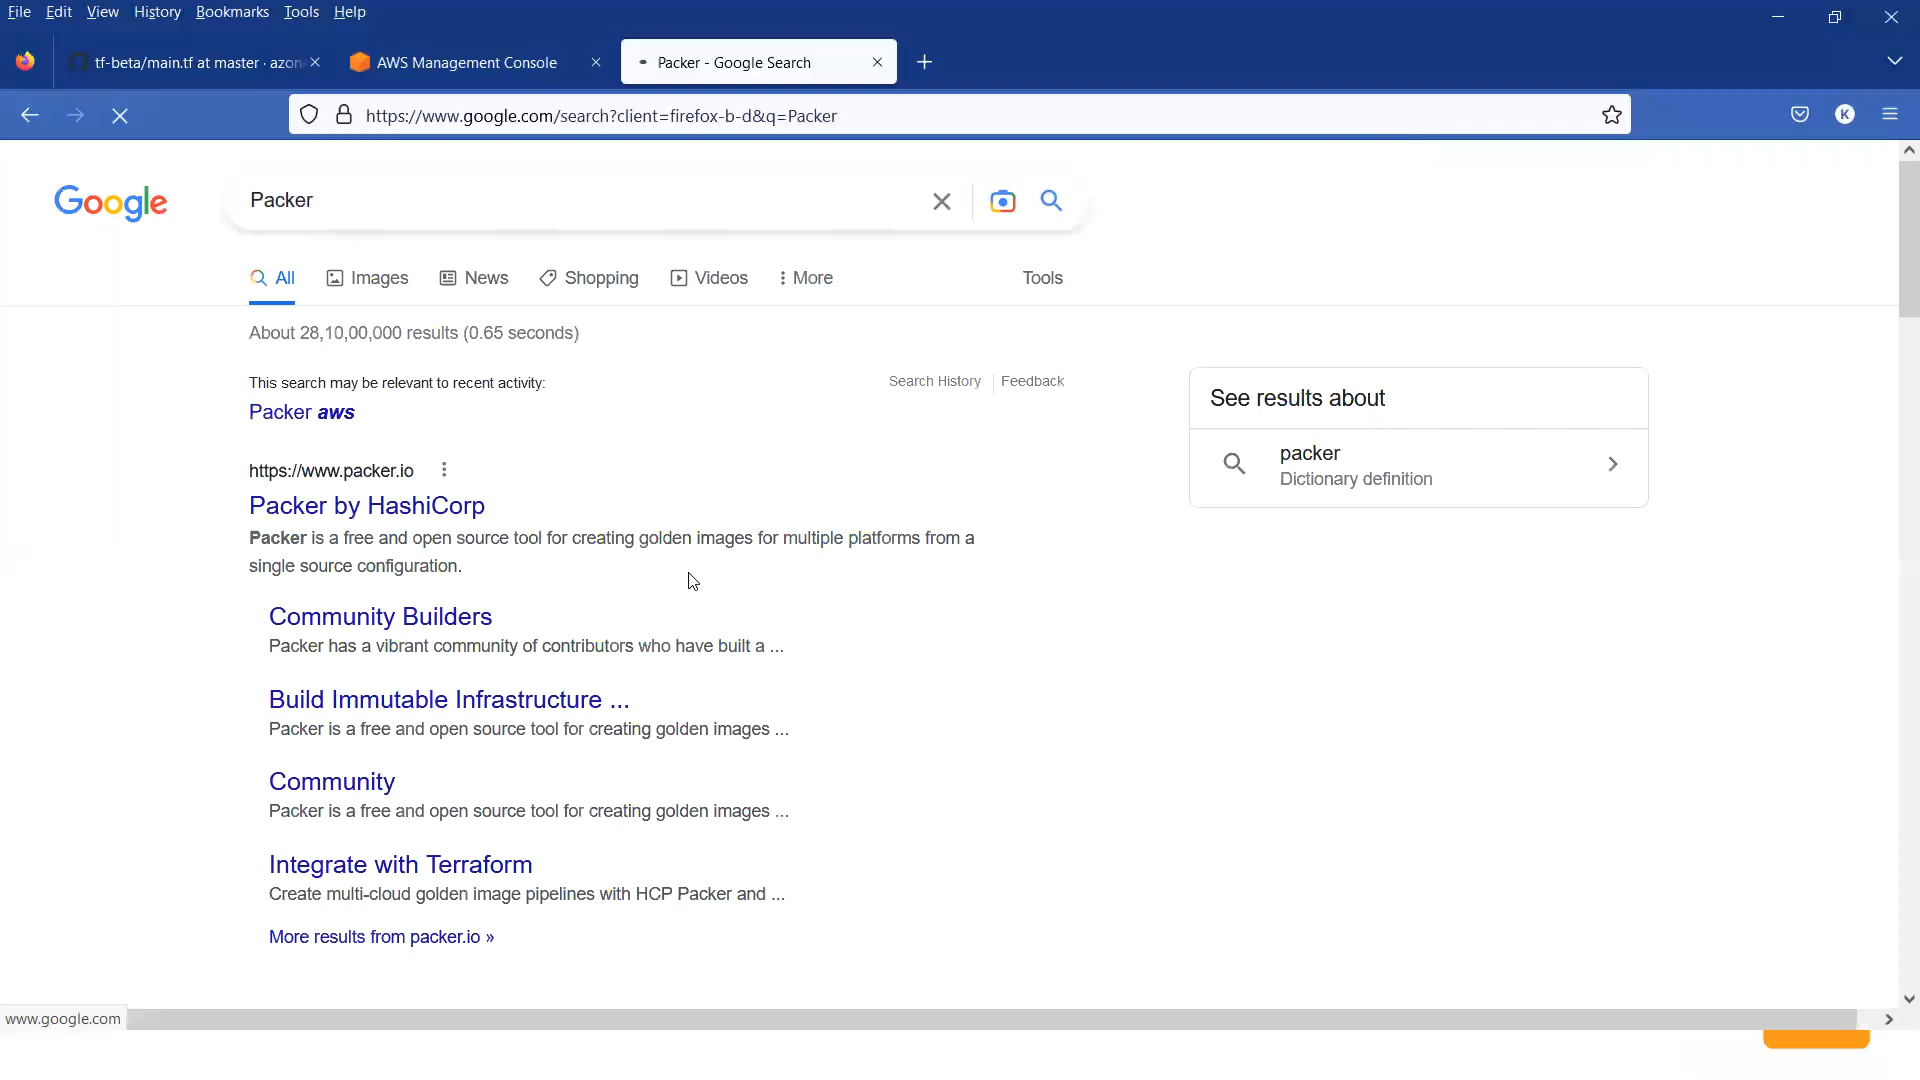 File Edit View History Bookmarks Tools Help
tf-beta/main.tf at master · azon
AWS Management Console
Packer - Google Search
https://www.google.com/search?client=firefox-b-d&q=Packer
K
Google
Packer
All Images News Shopping Videos More Tools
About 28,10,00,000 results (0.65 seconds)
This search may be relevant to recent activity:
Search History Feedback
Packer aws
See results about
packer
Dictionary definition
https://www.packer.io
Packer by HashiCorp
Packer is a free and open source tool for creating golden images for multiple platforms from a
single source configuration.
Community Builders
Packer has a vibrant community of contributors who have built a ...
Build Immutable Infrastructure ...
Packer is a free and open source tool for creating golden images ...
Community
Packer is a free and open source tool for creating golden images ...
Integrate with Terraform
Create multi-cloud golden image pipelines with HCP Packer and ...
More results from packer.io »
www.google.com